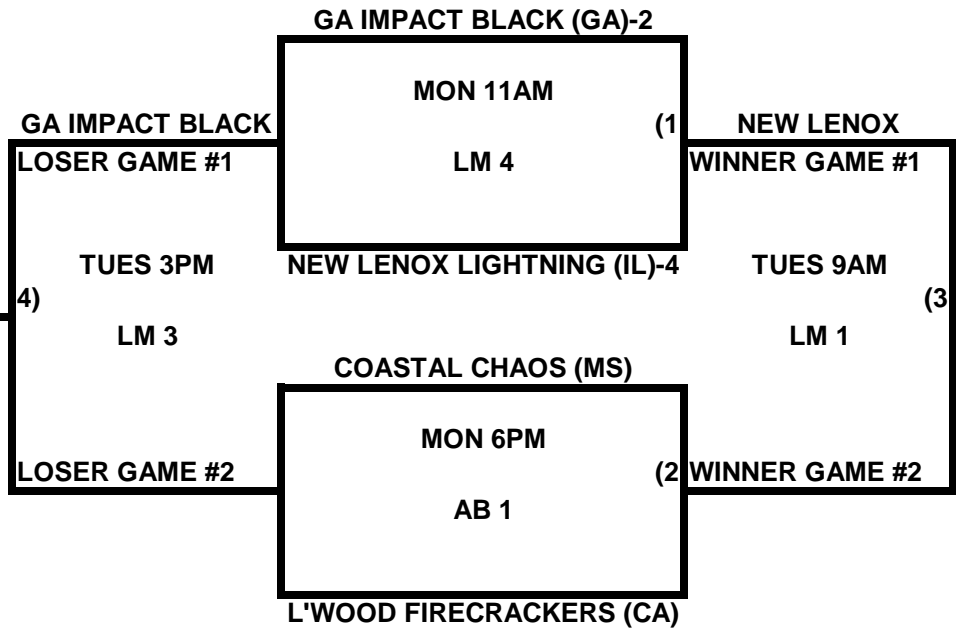 GA IMPACT BLACK (GA)-2
MON 11AM
GA IMPACT BLACK
(1
NEW LENOX
LOSER GAME #1
LM 4
WINNER GAME #1
TUES 3PM
NEW LENOX LIGHTNING (IL)-4
TUES 9AM
4)
(3
LM 3
LM 1
COASTAL CHAOS (MS)
MON 6PM
LOSER GAME #2
(2
WINNER GAME #2
AB 1
L'WOOD FIRECRACKERS (CA)